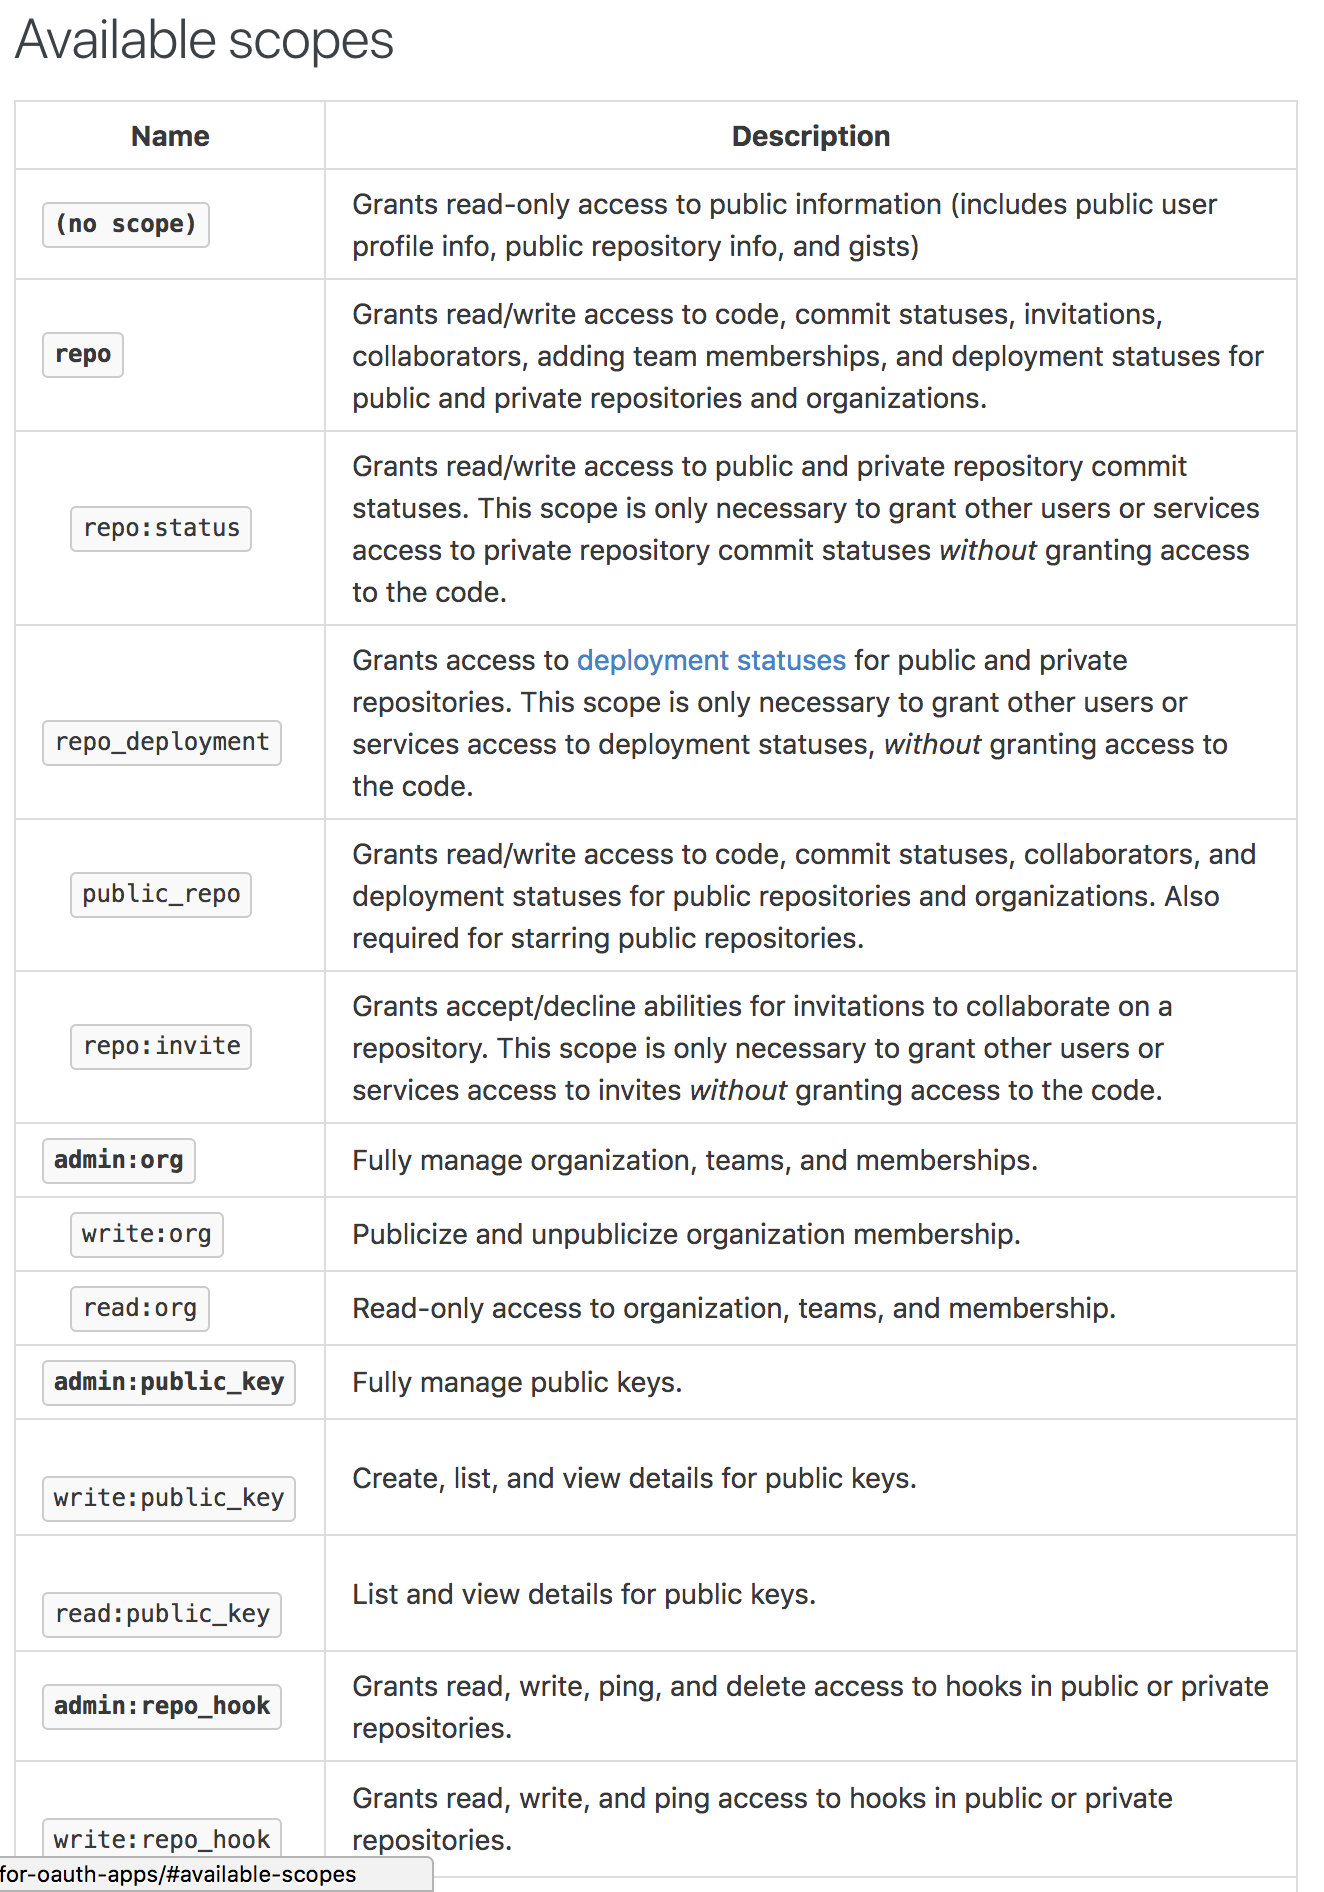 Available scopes
Name Description
(no scope) Grants read-only access to public information (includes public user
profile info, public repository info, and gists)
repo Grants read/write access to code, commit statuses, invitations,
collaborators, adding team memberships, and deployment statuses for
public and private repositories and organizations.
repo:status Grants read/write access to public and private repository commit
statuses. This scope is only necessary to grant other users or services
access to private repository commit statuses without granting access
to the code.
repo_deployment Grants access to deployment statuses for public and private
repositories. This scope is only necessary to grant other users or
services access to deployment statuses, without granting access to
the code.
public_repo Grants read/write access to code, commit statuses, collaborators, and
deployment statuses for public repositories and organizations. Also
required for starring public repositories.
repo:invite Grants accept/decline abilities for invitations to collaborate on a
repository. This scope is only necessary to grant other users or
services access to invites without granting access to the code.
admin:org Fully manage organization, teams, and memberships.
write:org Publicize and unpublicize organization membership.
read:org Read-only access to organization, teams, and membership.
admin:public_key Fully manage public keys.
write:public_key Create, list, and view details for public keys.
read:public_key List and view details for public keys.
admin:repo_hook Grants read, write, ping, and delete access to hooks in public or private
repositories.
write:repo_hook Grants read, write, and ping access to hooks in public or private
repositories.
for-oauth-apps/#available-scopes